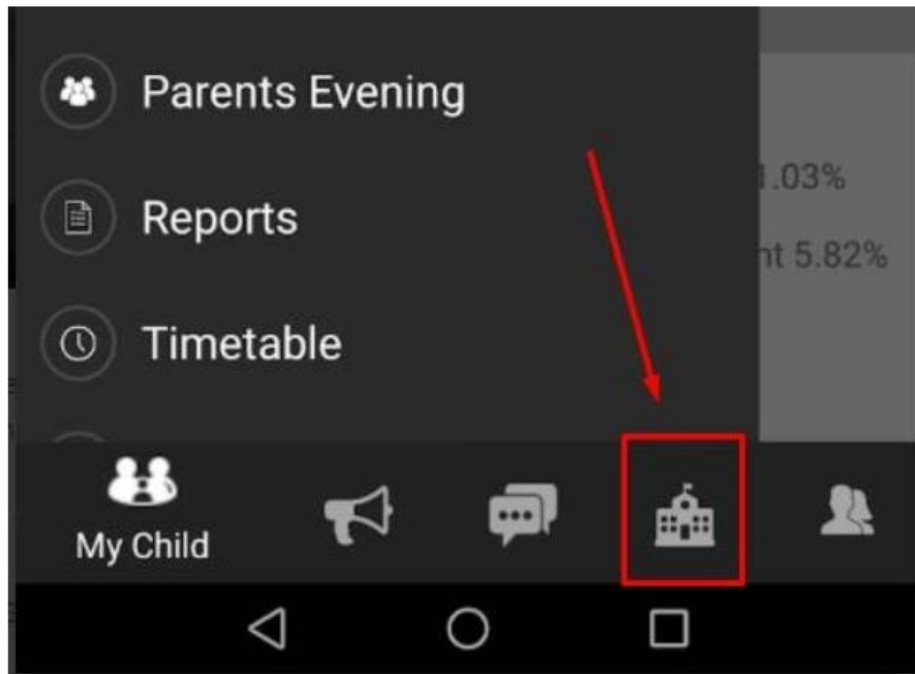 Parents Evening
Reports
Timetable
.03%
nt 5.82%
My Child